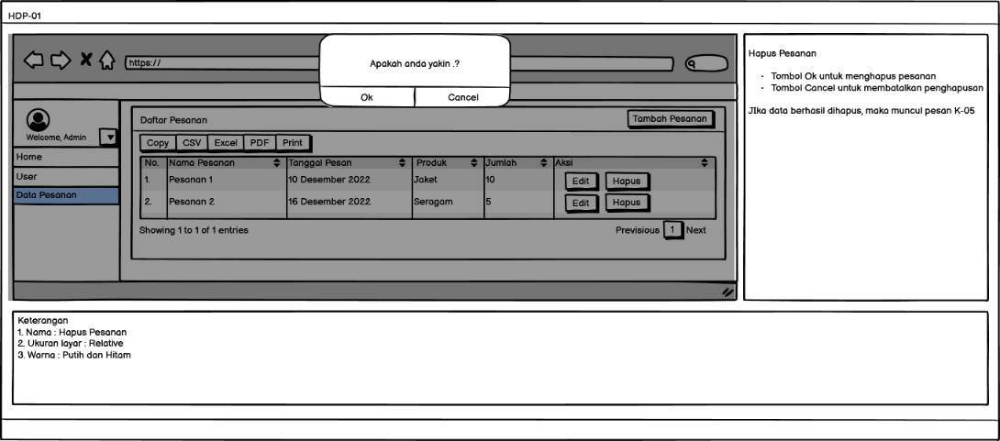 HDP-01
https://
Apakah anda yakin .?
Ok Cancel
Welcome, Admin
Home
User
Data Pesanan
Daftar Pesanan
Tambah Pesanan
Copy CSV Excel PDF Print
No. Nama Pesanan Tanggal Pesan Produk Jumlah Aksi
1. Pesanan 1 10 Desember 2022 Jaket 10 Edit Hapus
2. Pesanan 2 16 Desember 2022 Seragam 5 Edit Hapus
Showing 1 to 1 of 1 entries
Previsious 1 Next
Hapus Pesanan
· Tombol Ok untuk menghapus pesanan
· Tombol Cancel untuk membatalkan penghapusan
JIka data berhasil dihapus, maka muncul pesan K-05
Keterangan
1. Nama : Hapus Pesanan
2. Ukuran layar : Relative
3. Warna : Putih dan Hitam